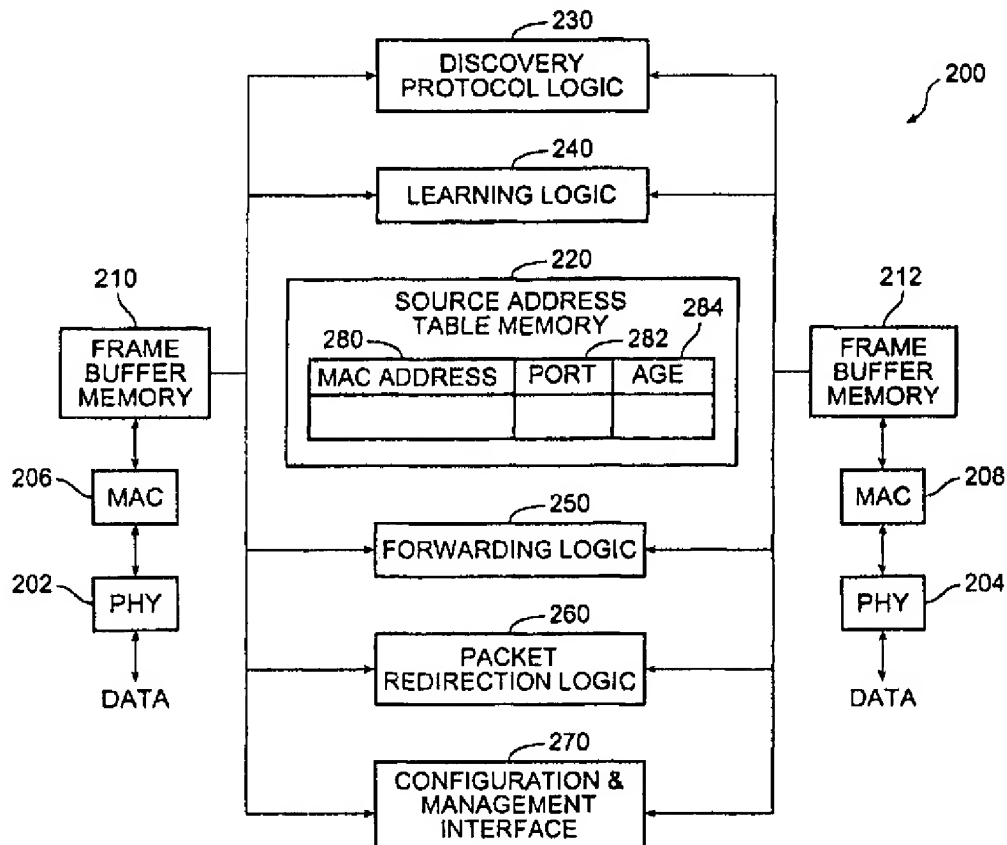 230
DISCOVERY
PROTOCOL LOGIC
200
240
LEARNING LOGIC
220
SOURCE ADDRESS
TABLE MEMORY
280
282
284
MAC ADDRESS
PORT
AGE
210
FRAME
BUFFER
MEMORY
212
FRAME
BUFFER
MEMORY
206
MAC
208
MAC
250
FORWARDING LOGIC
202
PHY
204
PHY
260
PACKET
REDIRECTION LOGIC
DATA
DATA
270
CONFIGURATION &
MANAGEMENT
INTERFACE